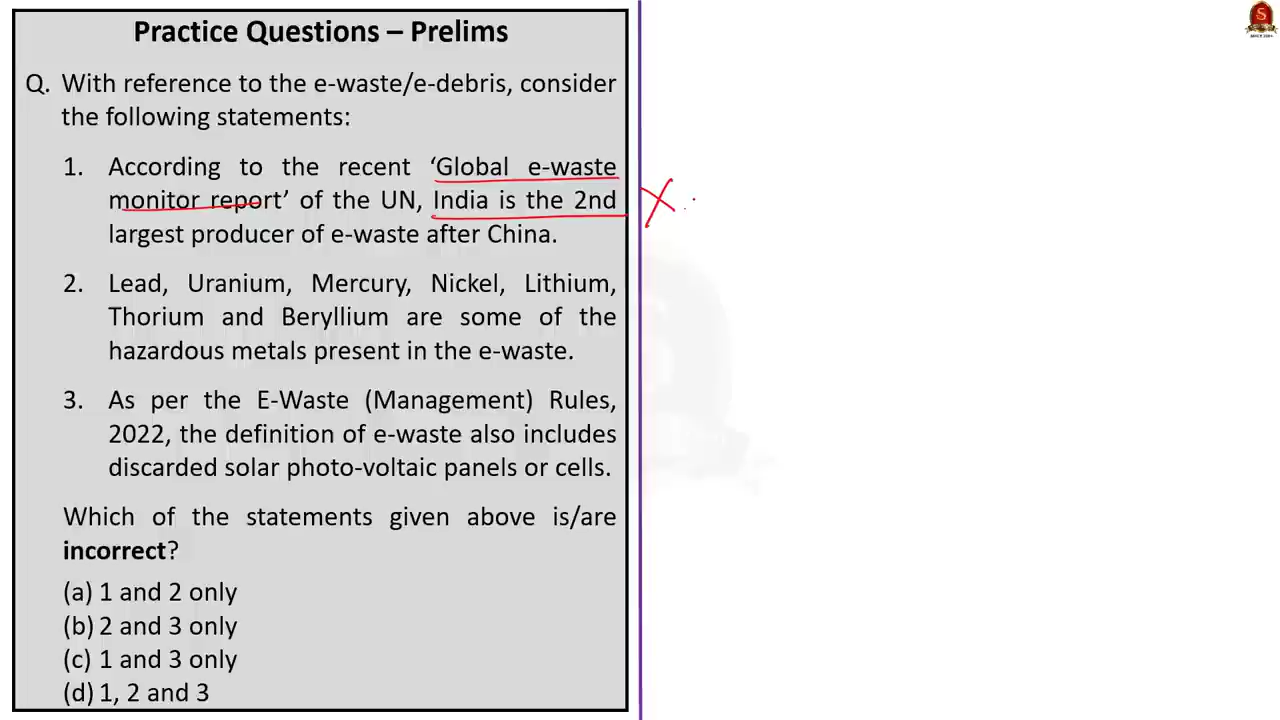 Practice Questions – Prelims
Q. With reference to the e-waste/e-debris, consider
the following statements:
1. According to the recent ‘Global e-waste
monitor report’ of the UN, India is the 2nd
largest producer of e-waste after China.
2. Lead, Uranium, Mercury, Nickel, Lithium,
Thorium and Beryllium are some of the
hazardous metals present in the e-waste.
3. As per the E-Waste (Management) Rules,
2022, the definition of e-waste also includes
discarded solar photo-voltaic panels or cells.
Which of the statements given above is/are
incorrect?
(a) 1 and 2 only
(b) 2 and 3 only
(c) 1 and 3 only
(d) 1, 2 and 3